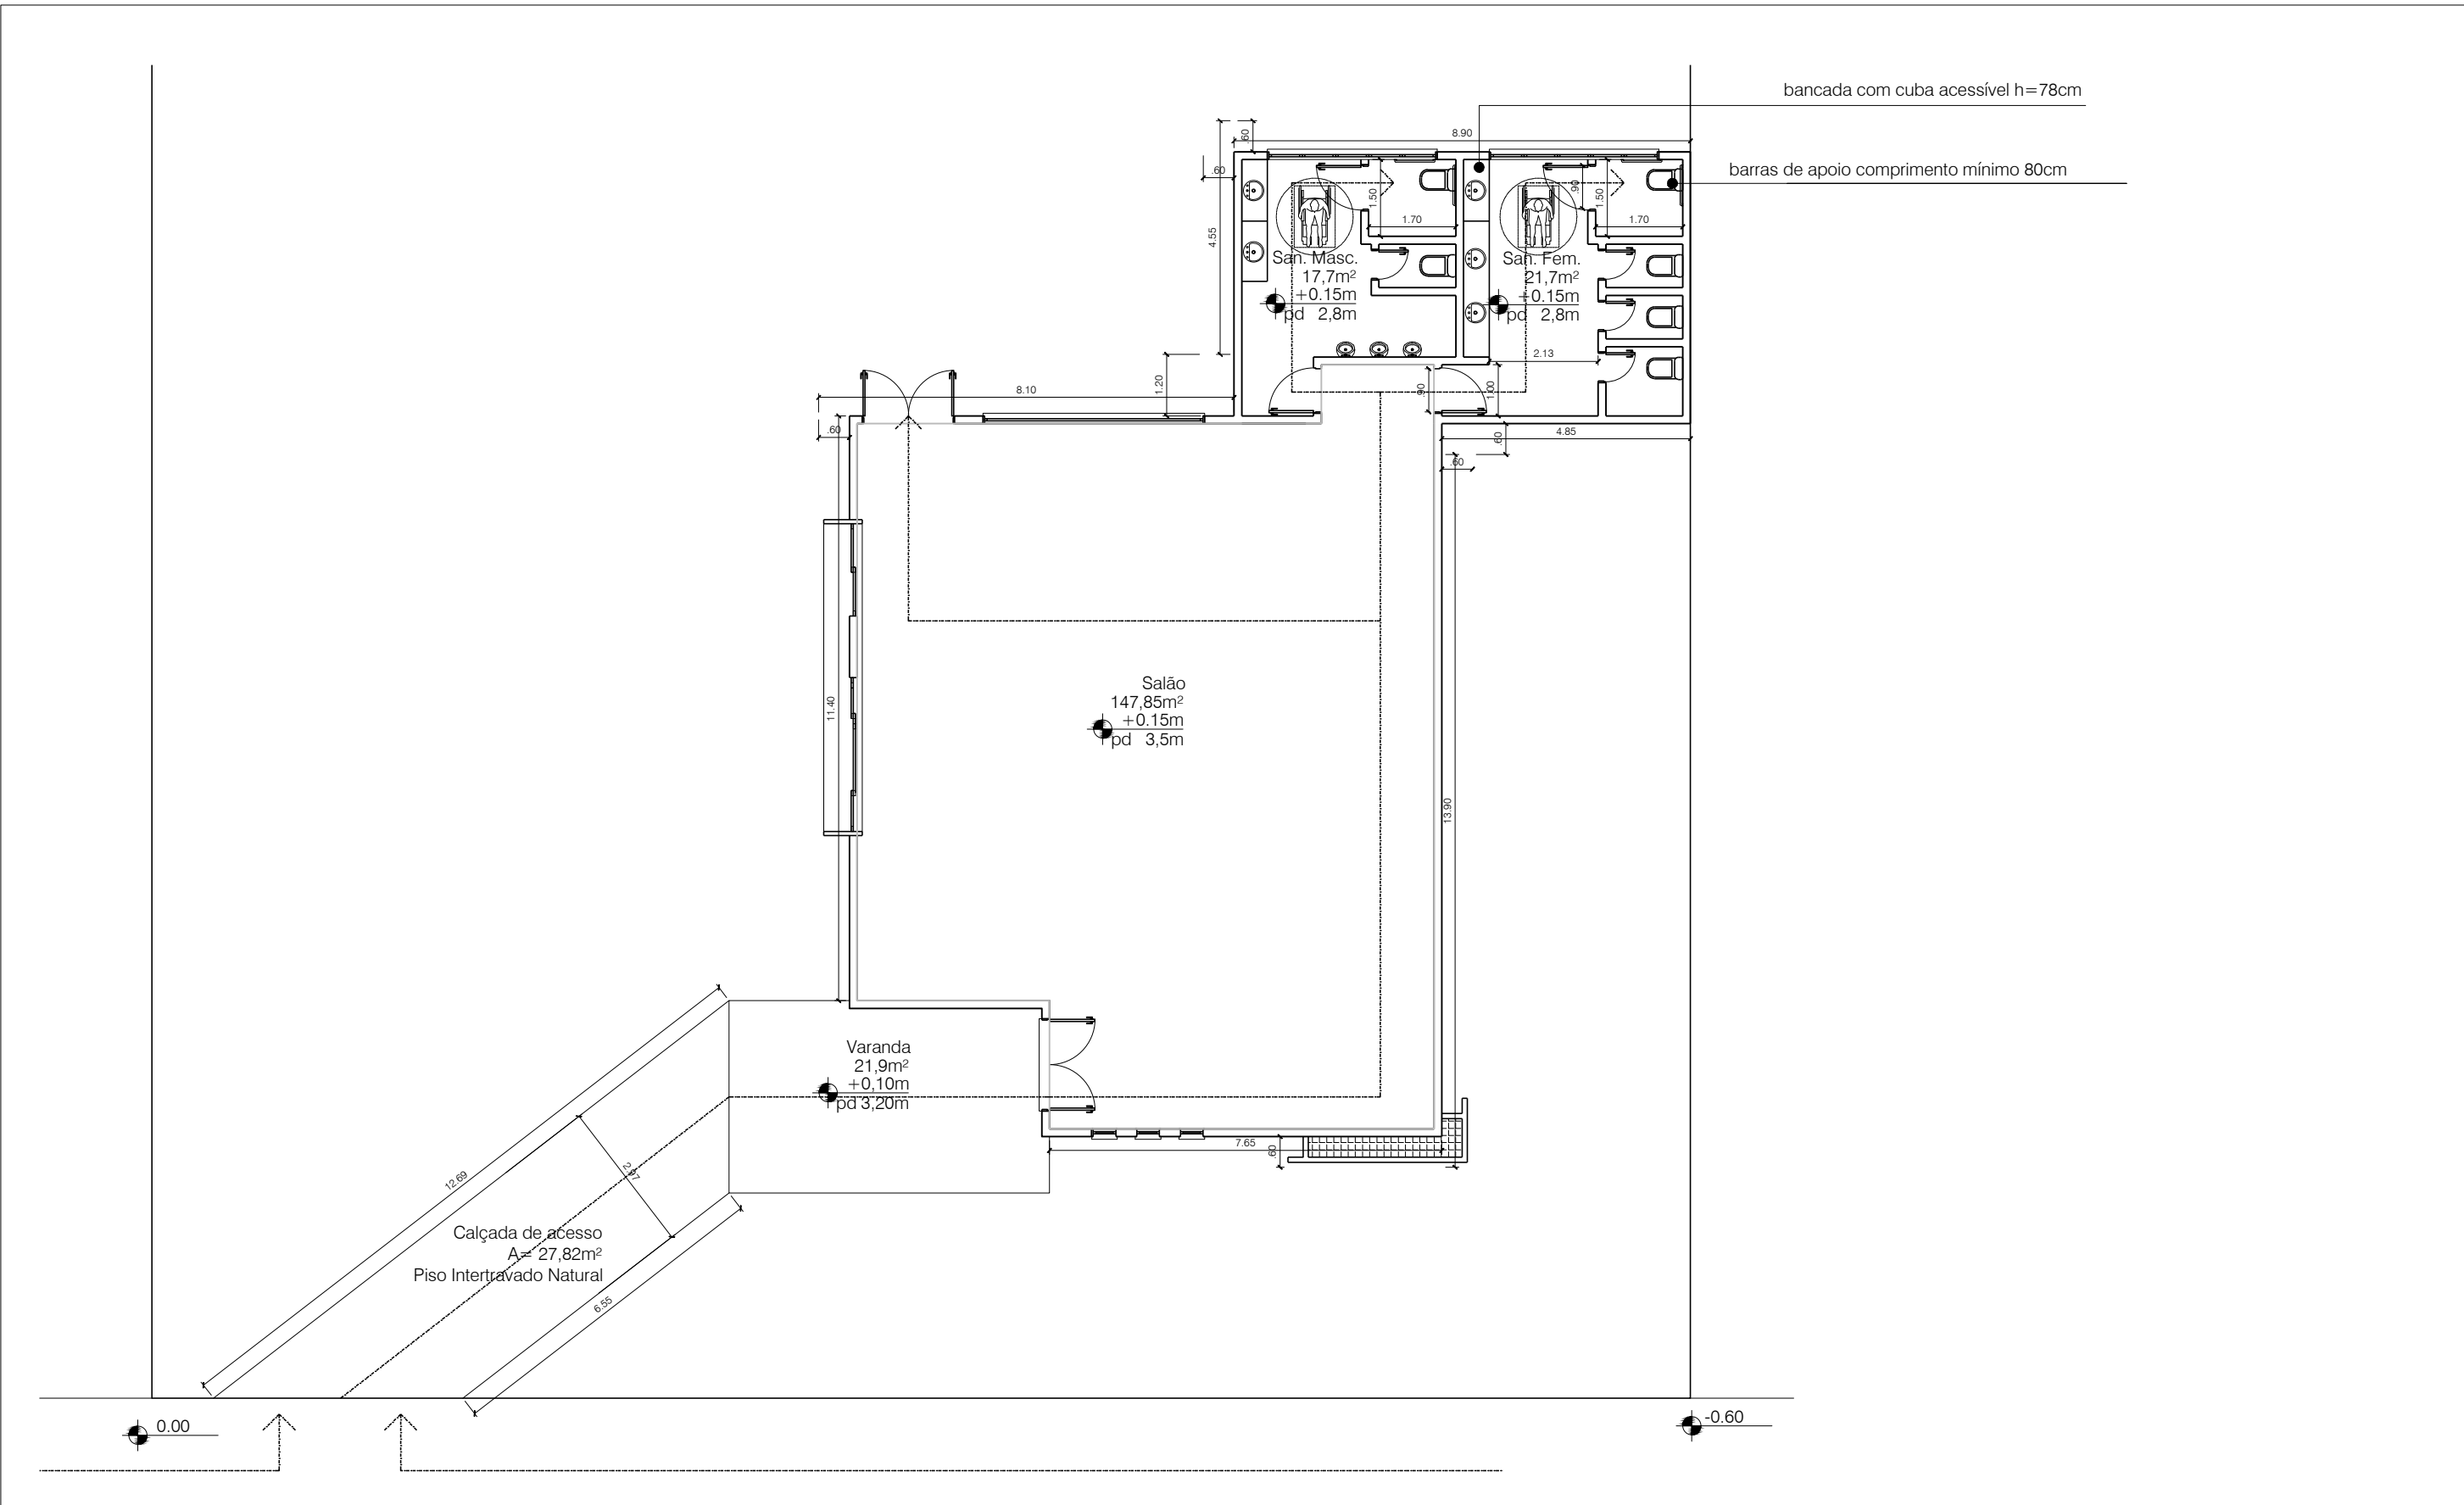 bancada com cuba acessível h=78cm
8.90
.60
barras de apoio comprimento mínimo 80cm
.60
.90
1.50
1.50
1.70
1.70
4.55
San. Masc.
17,7m²
+0.15m
pd 2,8m
San. Fem.
21,7m²
+0.15m
pd 2,8m
2.13
1.20
8.10
.90
1.00
.60
4.85
.60
.60
Salão
147,85m²
+0.15m
pd 3,5m
11.40
13.90
Varanda
21,9m²
+0,10m
pd 3,20m
7.65
.60
12.69
2.97
Calçada de acesso
A= 27,82m²
Piso Intertravado Natural
6.55
0.00
-0.60